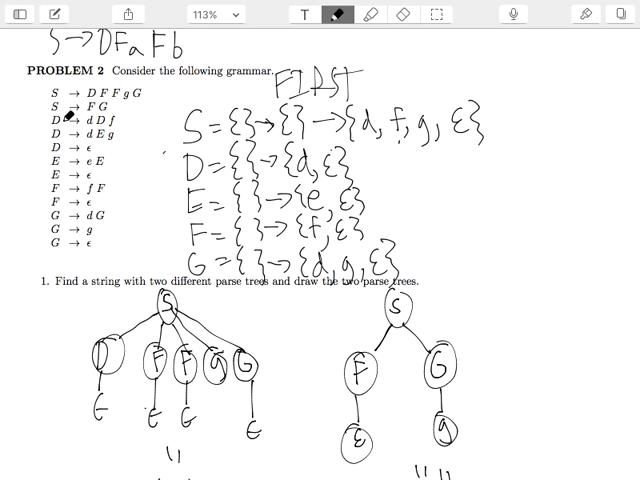 113%
T
S → DFaFb
PROBLEM 2 Consider the following grammar.
FIRST
S → D F F g G
S → F G
D → d D f
D → d E g
D → ϵ
E → e E
E → ϵ
F → f F
F → ϵ
G → d G
G → g
G → ϵ
S = {} → {} → {d, f, g, ε}
D = {} → {d, ε}
E = {} → {e, ε}
F = {} → {f, ε}
G = {} → {d, g, ε}
1. Find a string with two different parse trees and draw the two parse trees.
S
D F F g G
ε ε ε ε
S
F G
ε g